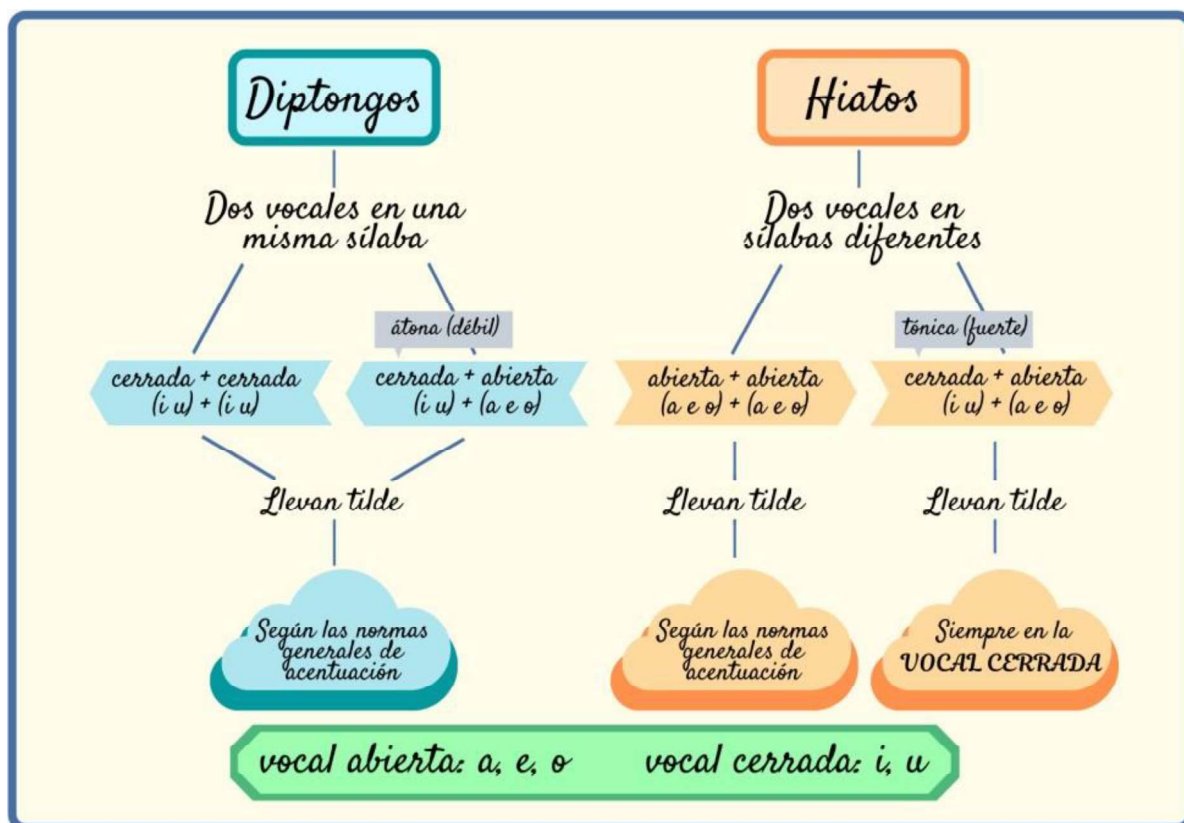 Diptongos
Dos vocales en una
misma sílaba
átona (débil)
cerrada + cerrada
(i u) + (i u)
cerrada + abierta
(i u) + (a e o)
Llevan tilde
Según las normas
generales de
acentuación
Hiatos
Dos vocales en
sílabas diferentes
tónica (fuerte)
abierta + abierta
(a e o) + (a e o)
cerrada + abierta
(i u) + (a e o)
Llevan tilde
Llevan tilde
Según las normas
generales de
acentuación
Siempre en la
VOCAL CERRADA
vocal abierta: a, e, o vocal cerrada: i, u